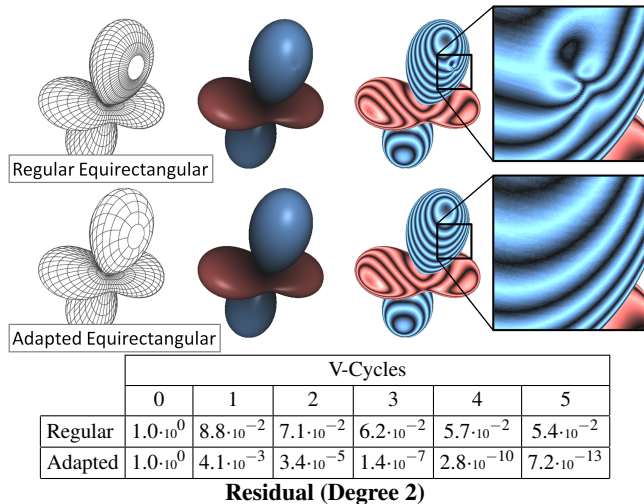 Regular Equirectangular
Adapted Equirectangular
V-Cycles
0 1 2 3 4 5
Regular 1.0·10^0 8.8·10^−2 7.1·10^−2 6.2·10^−2 5.7·10^−2 5.4·10^−2
Adapted 1.0·10^0 4.1·10^−3 3.4·10^−5 1.4·10^−7 2.8·10^−10 7.2·10^−13
Residual (Degree 2)